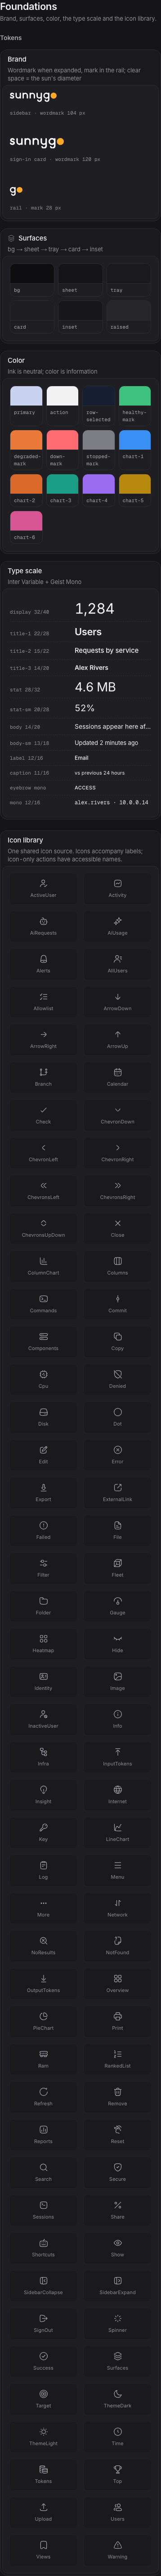 Foundations
Brand, surfaces, color, the type scale and the icon library.
Tokens
Brand
Wordmark when expanded, mark in the rail; clear
space = the sun's diameter
sunnygo
sidebar · wordmark 104 px
sunnygo
sign-in card · wordmark 120 px
go
rail · mark 28 px
Surfaces
bg → sheet → tray → card → inset
bg sheet tray
card inset raised
Color
Ink is neutral; color is information
primary action row-selected healthy-mark
degraded-mark down-mark stopped-mark chart-1
chart-2 chart-3 chart-4 chart-5
chart-6
Type scale
Inter Variable + Geist Mono
display 32/40 1,284
title-1 22/28 Users
title-2 15/22 Requests by service
title-3 14/20 Alex Rivers
stat 28/32 4.6 MB
stat-sm 20/28 52%
body 14/20 Sessions appear here af…
body-sm 13/18 Updated 2 minutes ago
label 12/16 Email
caption 11/16 vs previous 24 hours
eyebrow mono ACCESS
mono 12/16 alex.rivers · 10.0.0.14
Icon library
One shared icon source. Icons accompany labels;
icon-only actions have accessible names.
ActiveUser Activity
AiRequests AiUsage
Alerts AllUsers
Allowlist ArrowDown
ArrowRight ArrowUp
Branch Calendar
Check ChevronDown
ChevronLeft ChevronRight
ChevronsLeft ChevronsRight
ChevronsUpDown Close
ColumnChart Columns
Commands Commit
Components Copy
Cpu Denied
Disk Dot
Edit Error
Export ExternalLink
Failed File
Filter Fleet
Folder Gauge
Heatmap Hide
Identity Image
InactiveUser Info
Infra InputTokens
Insight Internet
Key LineChart
Log Menu
More Network
NoResults NotFound
OutputTokens Overview
PieChart Print
Ram RankedList
Refresh Remove
Reports Reset
Search Secure
Sessions Share
Shortcuts Show
SidebarCollapse SidebarExpand
SignOut Spinner
Success Surfaces
Target ThemeDark
ThemeLight Time
Tokens Top
Upload Users
Views Warning